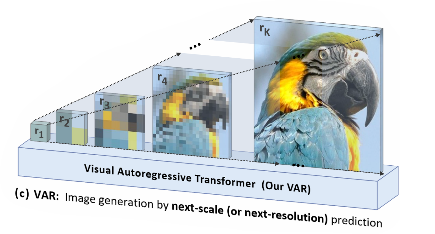 r1
r2
r3
r4
...
rK
...
Visual Autoregressive Transformer (Our VAR)
(c) VAR: Image generation by next-scale (or next-resolution) prediction